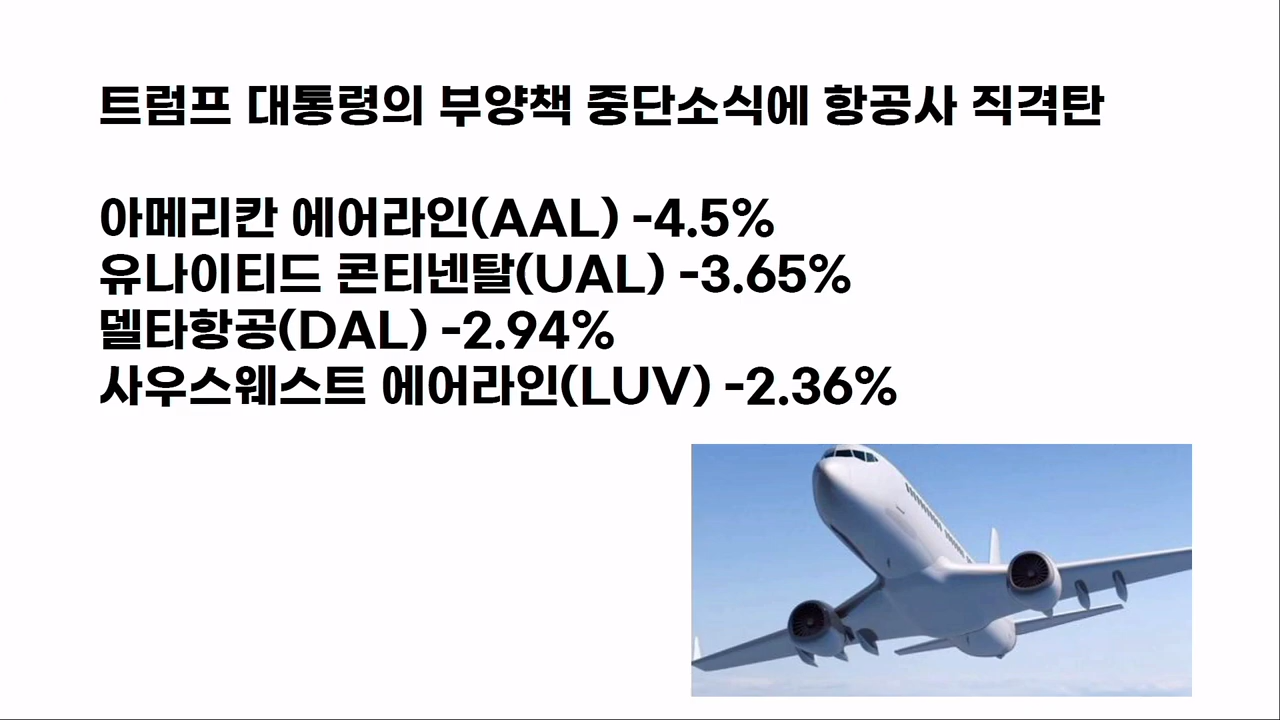 트럼프 대통령의 부양책 중단소식에 항공사 직격탄
아메리칸 에어라인(AAL) -4.5%
유나이티드 콘티넨탈(UAL) -3.65%
델타항공(DAL) -2.94%
사우스웨스트 에어라인(LUV) -2.36%